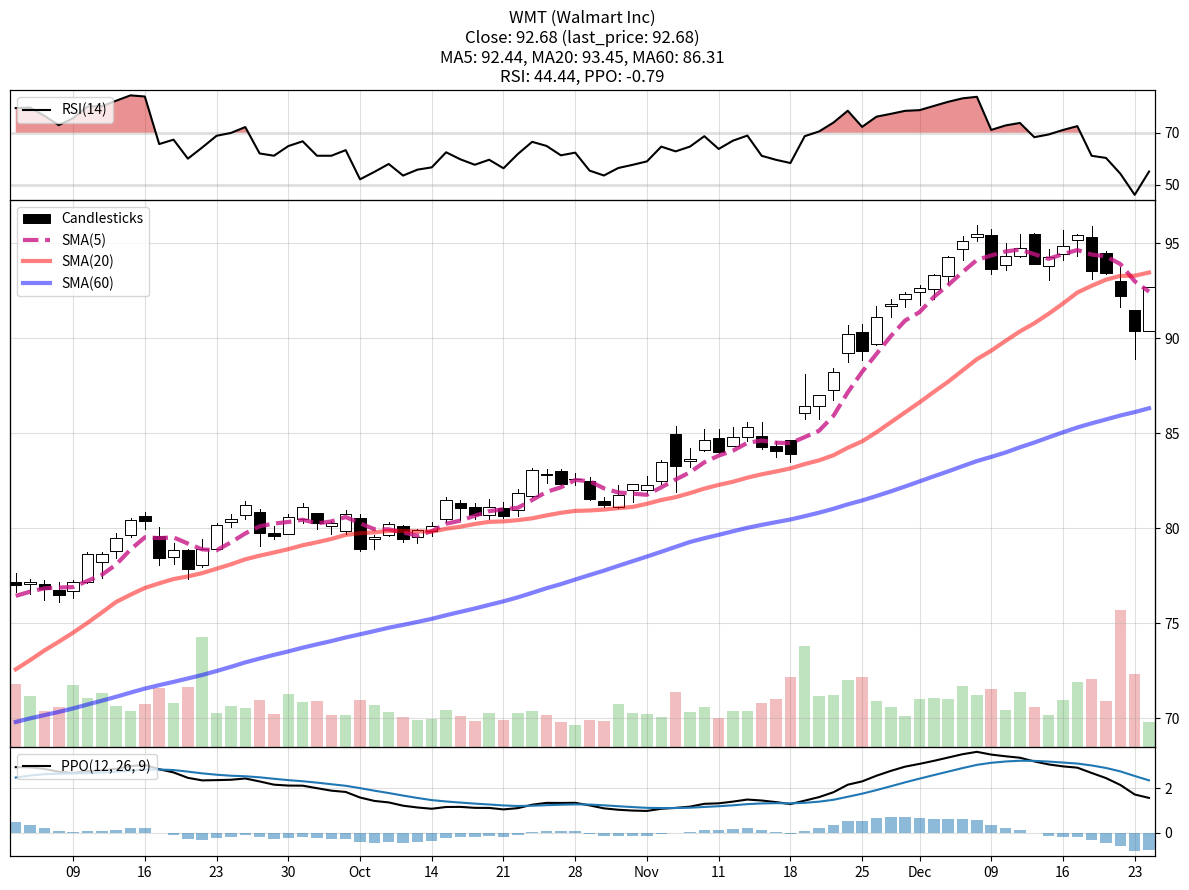 WMT (Walmart Inc)
Close: 92.68 (last_price: 92.68)
MA5: 92.44, MA20: 93.45, MA60: 86.31
RSI: 44.44, PPO: -0.79
RSI(14)
70
50
Candlesticks
SMA(5)
SMA(20)
SMA(60)
95
90
85
80
75
70
PPO(12,26,9)
2
0
09 16 23 30 Oct 14 21 28 Nov 11 18 25 Dec 09 16 23